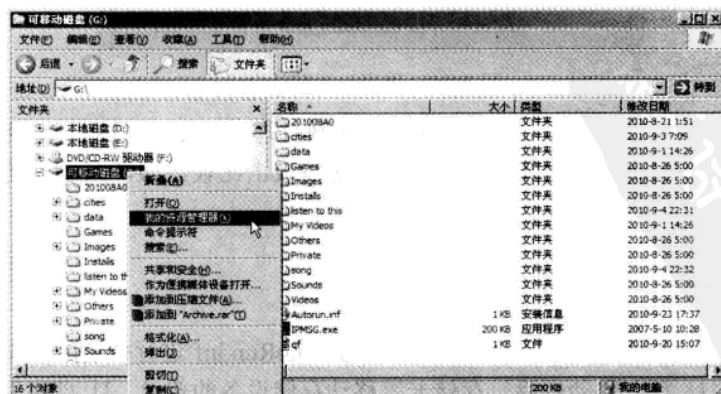 可移动磁盘 (G:)
文件(F) 编辑(E) 查看(V) 收藏(A) 工具(T) 帮助(H)
后退 搜索 文件夹
地址(D) G:\ 转到
文件夹 ×
本地磁盘 (D:)
本地磁盘 (E:)
DVD/CD-RW 驱动器 (F:)
可移动磁盘
201008A0
cities
data
Games
Images
Installs
listen to th
My Videos
Others
Private
song
Sounds
折叠(A)
打开(O)
我的资源管理器(X)
命令提示符
搜索(E)...
共享和安全(H)...
作为便携媒体设备打开...
添加到压缩文件(A)...
添加到 "Archive.rar"(T)
格式化(A)...
弹出(J)
剪切(T)
复制(C)
名称 大小 类型 修改日期
201008A0 文件夹 2010-8-21 1:51
cities 文件夹 2010-9-3 7:09
data 文件夹 2010-9-1 14:26
Games 文件夹 2010-8-26 5:00
Images 文件夹 2010-8-26 5:00
Installs 文件夹 2010-8-26 5:00
listen to this 文件夹 2010-9-4 22:31
My Videos 文件夹 2010-9-1 14:26
Others 文件夹 2010-8-26 5:00
Private 文件夹 2010-8-26 5:00
song 文件夹 2010-9-4 22:32
Sounds 文件夹 2010-8-26 5:00
Videos 文件夹 2010-8-26 5:00
Autorun.inf 1 KB 安装信息 2010-9-23 17:37
IPMSG.exe 200 KB 应用程序 2007-5-10 10:28
qf 1 KB 文件 2010-9-20 15:07
16 个对象 200 KB 我的电脑